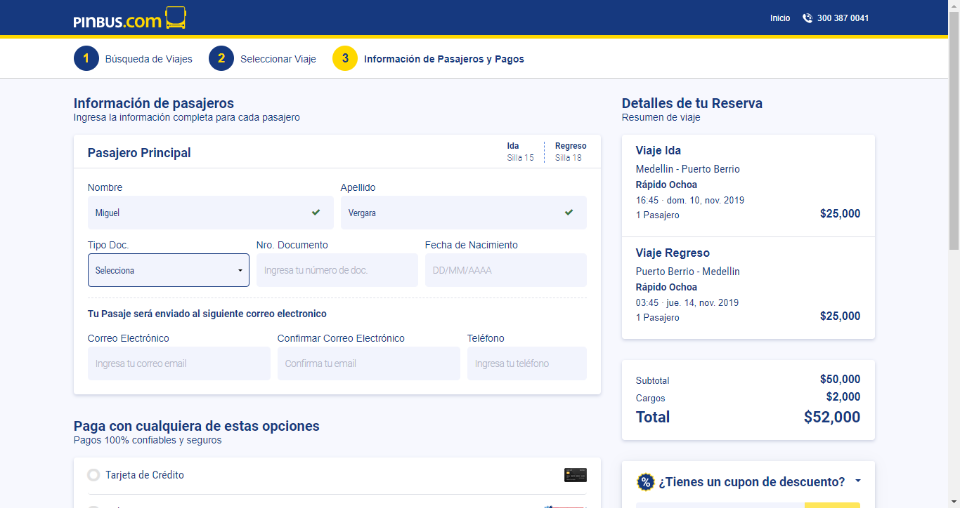 PINBUS.com
Inicio 300 387 0041
1 Búsqueda de Viajes 2 Seleccionar Viaje 3 Información de Pasajeros y Pagos
Información de pasajeros
Ingresa la información completa para cada pasajero
Pasajero Principal
Ida Regreso
Silla 15 Silla 18
Nombre Apellido
Miguel Vergara
Tipo Doc. Nro. Documento Fecha de Nacimiento
Selecciona Ingresa tu número de doc. DD/MM/AAAA
Tu Pasaje será enviado al siguiente correo electronico
Correo Electrónico Confirmar Correo Electrónico Teléfono
Ingresa tu correo email Confirma tu email Ingresa tu teléfono
Paga con cualquiera de estas opciones
Pagos 100% confiables y seguros
Tarjeta de Crédito
Detalles de tu Reserva
Resumen de viaje
Viaje Ida
Medellin - Puerto Berrio
Rápido Ochoa
16:45 · dom. 10, nov. 2019
1 Pasajero $25,000
Viaje Regreso
Puerto Berrio - Medellin
Rápido Ochoa
03:45 · jue. 14, nov. 2019
1 Pasajero $25,000
Subtotal $50,000
Cargos $2,000
Total $52,000
% ¿Tienes un cupon de descuento?